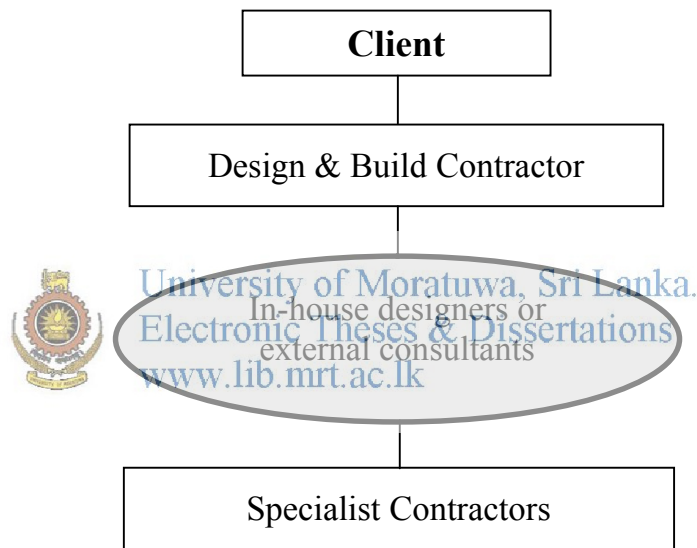 Client
Design & Build Contractor
University of Moratuwa, Sri Lanka.
In-house designers or
Electronic Theses & Dissertations
external consultants
www.lib.mrt.ac.lk
Specialist Contractors